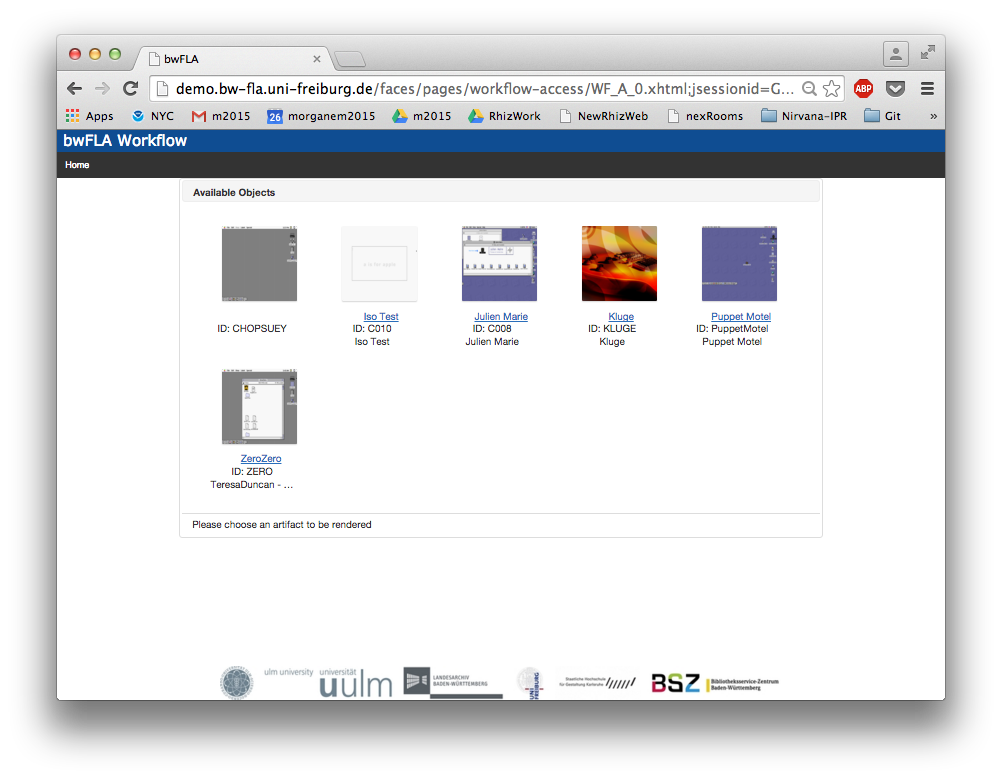 bwFLA
demo.bw-fla.uni-freiburg.de/faces/pages/workflow-access/WF_A_0.xhtml;jsessionid=G...
ABP
Apps NYC m2015 26 morganem2015 m2015 RhizWork NewRhizWeb nexRooms Nirvana-IPR Git »
bwFLA Workflow
Home
Available Objects
ID: CHOPSUEY
Iso Test
ID: C010
Iso Test
Julien Marie
ID: C008
Julien Marie
Kluge
ID: KLUGE
Kluge
Puppet Motel
ID: PuppetMotel
Puppet Motel
ZeroZero
ID: ZERO
TeresaDuncan - ...
Please choose an artifact to be rendered
ulm university universität
uulm
LANDESARCHIV
BADEN-WÜRTTEMBERG
UNI
FREIBURG
Staatliche Hochschule
für Gestaltung Karlsruhe
BSZ
Bibliotheksservice-Zentrum
Baden-Württemberg